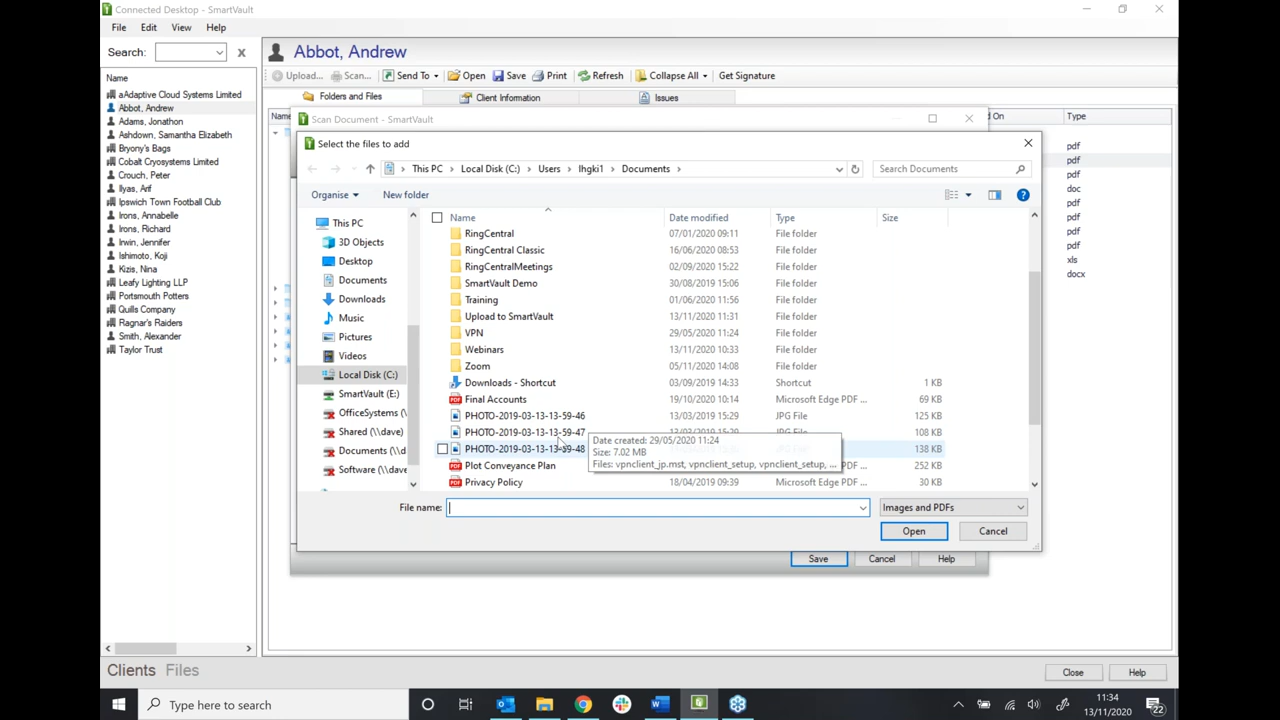 Connected Desktop - SmartVault
File Edit View Help
Search: x
Abbot, Andrew
Upload... Scan... Send To Open Save Print Refresh Collapse All Get Signature
Folders and Files Client Information Issues
Name
aAdaptive Cloud Systems Limited
Abbot, Andrew
Adams, Jonathon
Ashdown, Samantha Elizabeth
Bryony's Bags
Cobalt Cryosystems Limited
Crouch, Peter
Ilyas, Arif
Ipswich Town Football Club
Irons, Annabelle
Irons, Richard
Irwin, Jennifer
Ishimoto, Koji
Kizis, Nina
Leafy Lighting LLP
Portsmouth Potters
Quills Company
Ragnar's Raiders
Smith, Alexander
Taylor Trust
Clients Files
Name On Type
pdf
pdf
pdf
doc
pdf
pdf
pdf
pdf
xls
docx
Scan Document - SmartVault
Select the files to add
This PC > Local Disk (C:) > Users > lhgki1 > Documents >
Search Documents
Organise New folder
This PC
3D Objects
Desktop
Documents
Downloads
Music
Pictures
Videos
Local Disk (C:)
SmartVault (E:)
OfficeSystems (\
Shared (\\dave)
Documents (\\da
Software (\\dave
Name Date modified Type Size
RingCentral 07/01/2020 09:11 File folder
RingCentral Classic 16/06/2020 08:53 File folder
RingCentralMeetings 02/09/2020 15:22 File folder
SmartVault Demo 30/08/2019 15:06 File folder
Training 01/06/2020 11:56 File folder
Upload to SmartVault 13/11/2020 11:31 File folder
VPN 29/05/2020 11:24 File folder
Webinars 13/11/2020 10:33 File folder
Zoom 05/11/2020 14:08 File folder
Downloads - Shortcut 03/09/2019 14:33 Shortcut 1 KB
Final Accounts 19/10/2020 10:14 Microsoft Edge PDF ... 69 KB
PHOTO-2019-03-13-13-59-46 13/03/2019 15:29 JPG File 125 KB
PHOTO-2019-03-13-13-59-47 108 KB
PHOTO-2019-03-13-13-59-48 138 KB
Plot Conveyance Plan 252 KB
Privacy Policy 18/04/2019 09:39 Microsoft Edge PDF ... 30 KB
Date created: 29/05/2020 11:24
Size: 7.02 MB
Files: vpnclient_jp.mst, vpnclient_setup, vpnclient_setup, ...
File name: Images and PDFs
Open Cancel
Save Cancel Help
Close Help
Type here to search
11:34
13/11/2020
22